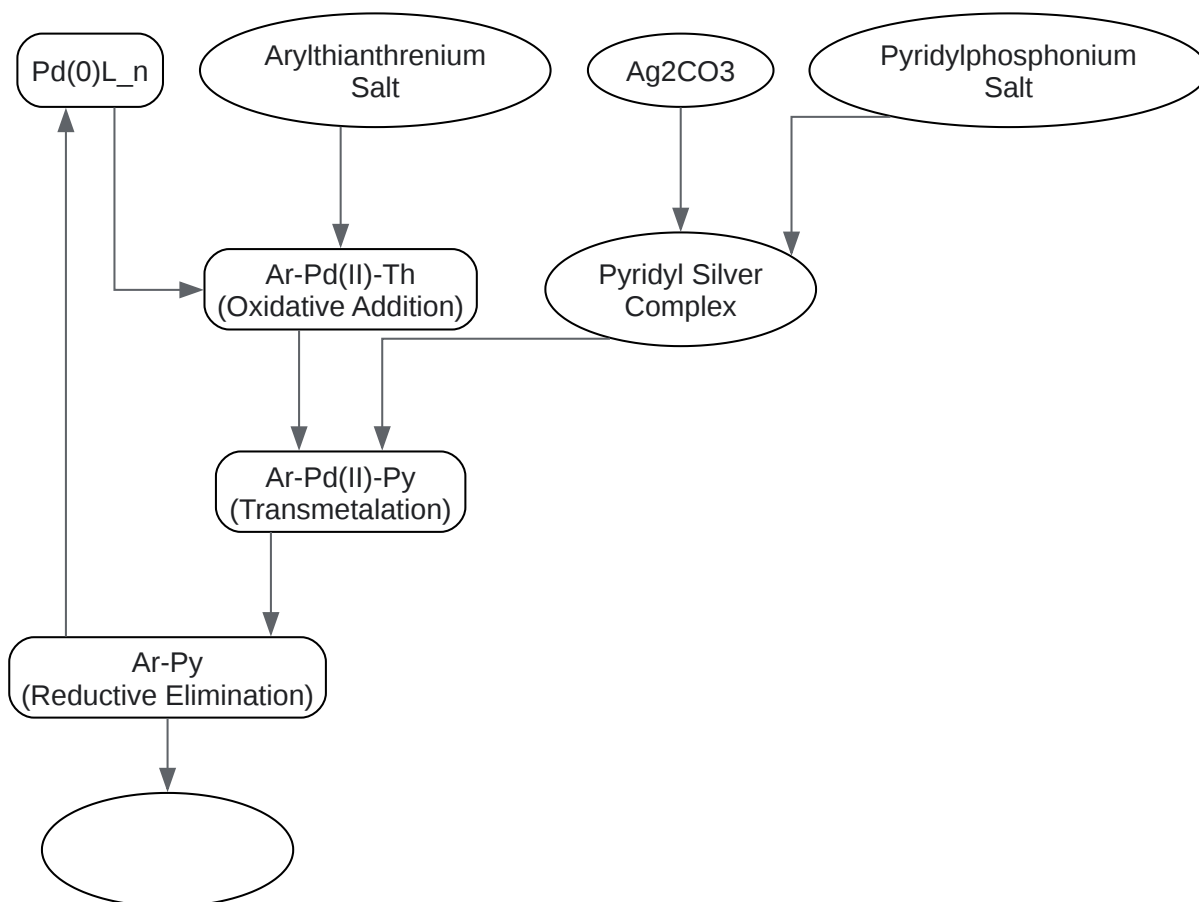 Pd(0)L_n
Arylthianthrenium
Salt
Ag2CO3
Pyridylphosphonium
Salt
Ar-Pd(II)-Th
(Oxidative Addition)
Pyridyl Silver
Complex
Ar-Pd(II)-Py
(Transmetalation)
Ar-Py
(Reductive Elimination)